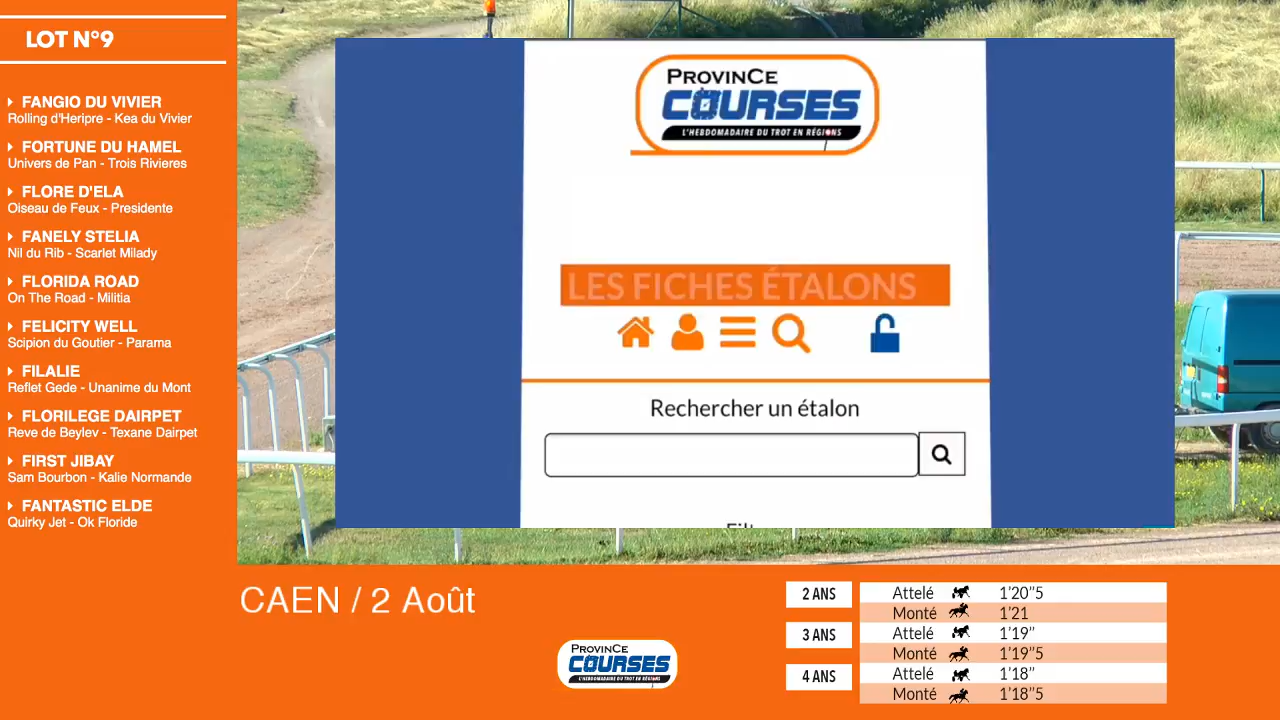 LOT N°9
FANGIO DU VIVIER
Rolling d'Heripre - Kea du Vivier
FORTUNE DU HAMEL
Univers de Pan - Trois Rivieres
FLORE D'ELA
Oiseau de Feux - Presidente
FANELY STELIA
Nil du Rib - Scarlet Milady
FLORIDA ROAD
On The Road - Militia
FELICITY WELL
Scipion du Goutier - Parama
FILALIE
Reflet Gede - Unanime du Mont
FLORILEGE DAIRPET
Reve de Beylev - Texane Dairpet
FIRST JIBAY
Sam Bourbon - Kalie Normande
FANTASTIC ELDE
Quirky Jet - Ok Floride
PROVINCE
COURSES
L'HEBDOMADAIRE DU TROT EN RÉGIONS
LES FICHES ÉTALONS
Rechercher un étalon
CAEN / 2 Août
PROVINCE
COURSES
L'HEBDOMADAIRE DU TROT EN RÉGIONS
2 ANS
Attelé 1'20''5
Monté 1'21
3 ANS
Attelé 1'19''
Monté 1'19''5
4 ANS
Attelé 1'18''
Monté 1'18''5